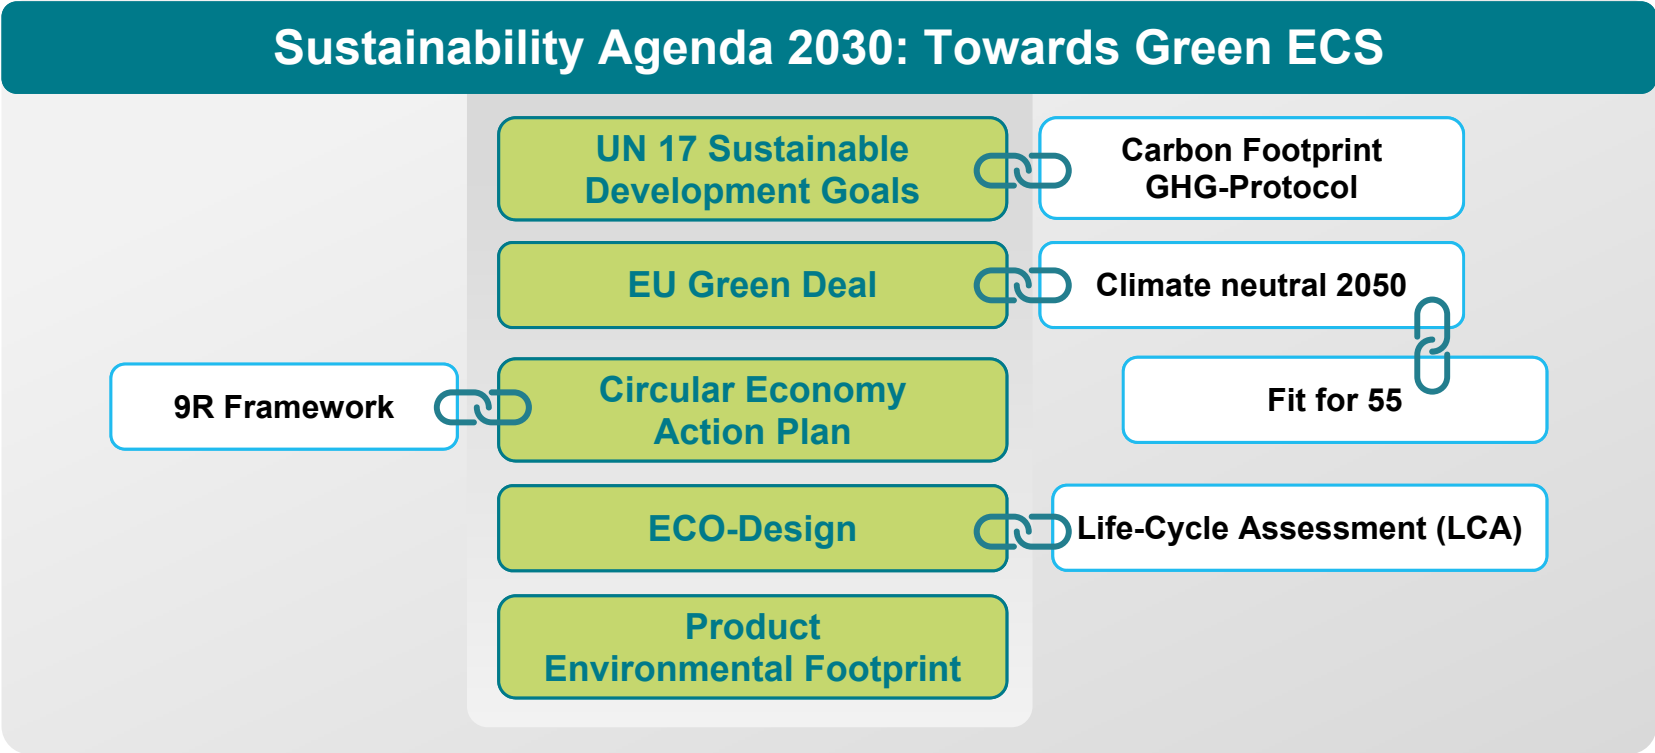 Sustainability Agenda 2030: Towards Green ECS
UN 17 Sustainable
Development Goals
Carbon Footprint
GHG-Protocol
EU Green Deal
Climate neutral 2050
9R Framework
Circular Economy
Action Plan
Fit for 55
ECO-Design
Life-Cycle Assessment (LCA)
Product
Environmental Footprint